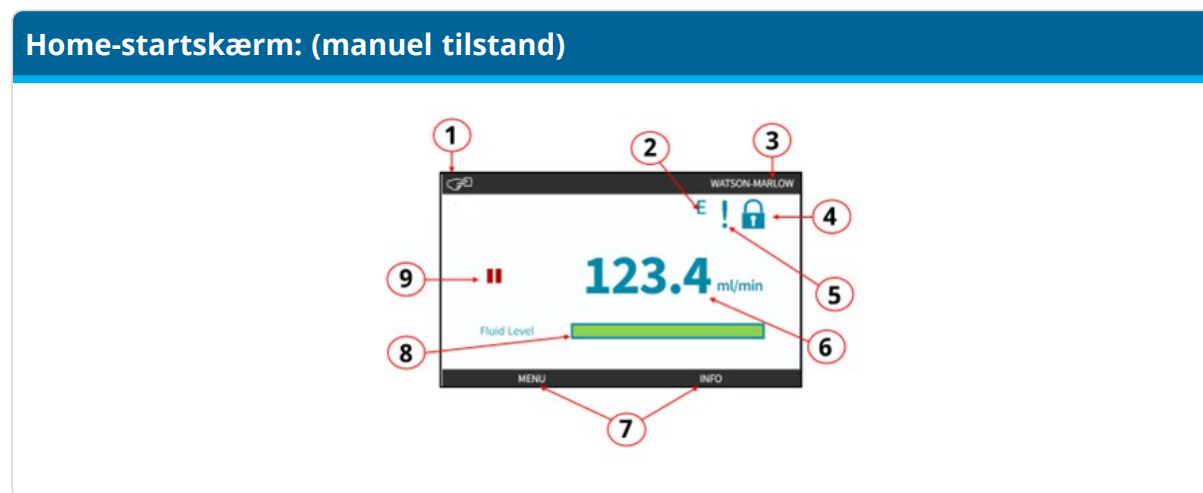 Home-startskærm: (manuel tilstand)
1
2
3
WATSON-MARLOW
E ! 4
9
123.4 ml/min
5
Fluid Level
6
8
MENU INFO
7